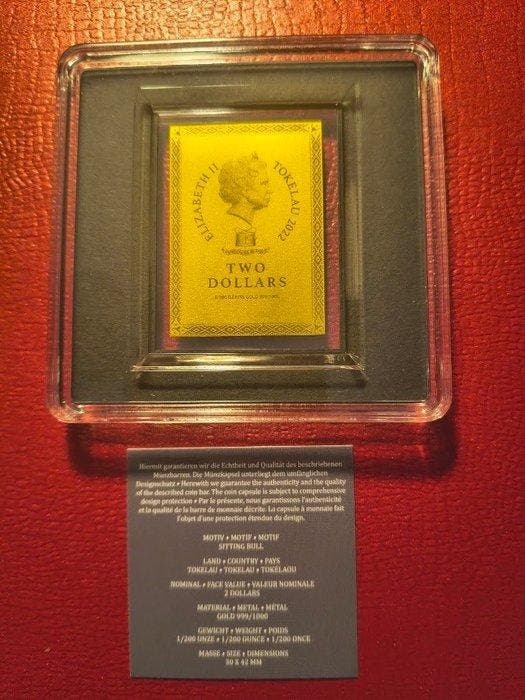 ELIZABETH II TOKELAU 2022
TWO
DOLLARS
Hiermit garantieren wir die Echtheit und Qualität des beschriebenen
Münzbarren. Die Münzkapsel unterliegt dem umfänglichen
Designschutz • Herewith we guarantee the authenticity and the quality
of the described coin bar. The coin capsule is subject to comprehensive
design protection • Par le présente, nous garantissons l'authenticité
et la qualité de la barre de monnaie décrite. La capsule à monnaie fait
l'objet d'une protection étendue du design.
MOTIV • MOTIF • MOTIF
SITTING BULL
LAND • COUNTRY • PAYS
TOKELAU • TOKELAU • TOKÉLAOU
NOMINAL • FACE VALUE • VALEUR NOMINALE
2 DOLLARS
MATERIAL • METAL • MÉTAL
GOLD 999/1000
GEWICHT • WEIGHT • POIDS
1/200 UNZE • 1/200 OUNCE • 1/200 ONCE
MASSE • SIZE • DIMENSIONS
30 X 42 MM